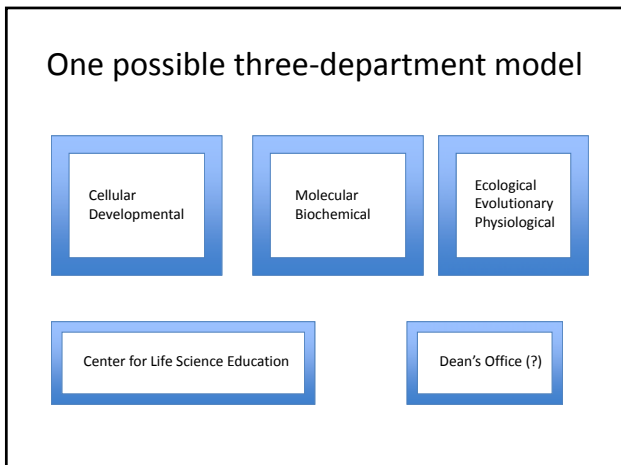 One possible three-department model
Cellular
Developmental
Molecular
Biochemical
Ecological
Evolutionary
Physiological
Center for Life Science Education
Dean’s Office (?)